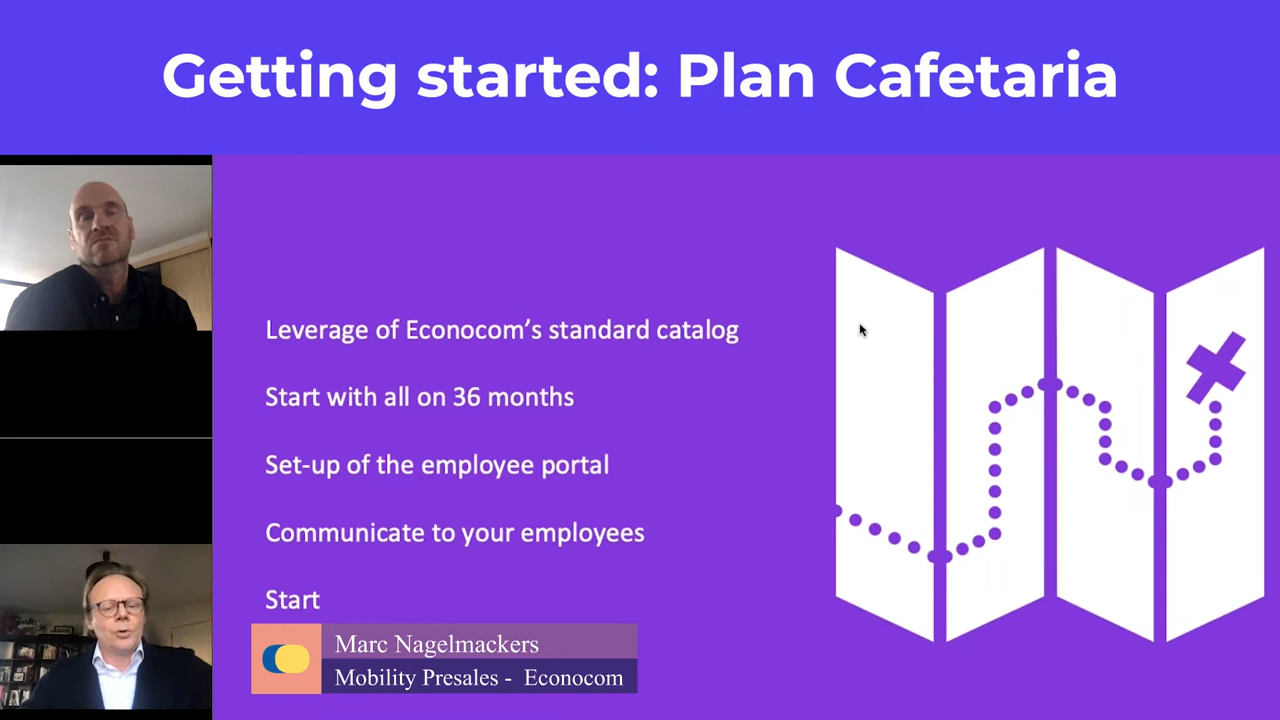 Getting started: Plan Cafetaria
Leverage of Econocom’s standard catalog
Start with all on 36 months
Set-up of the employee portal
Communicate to your employees
Start
Marc Nagelmackers
Mobility Presales - Econocom